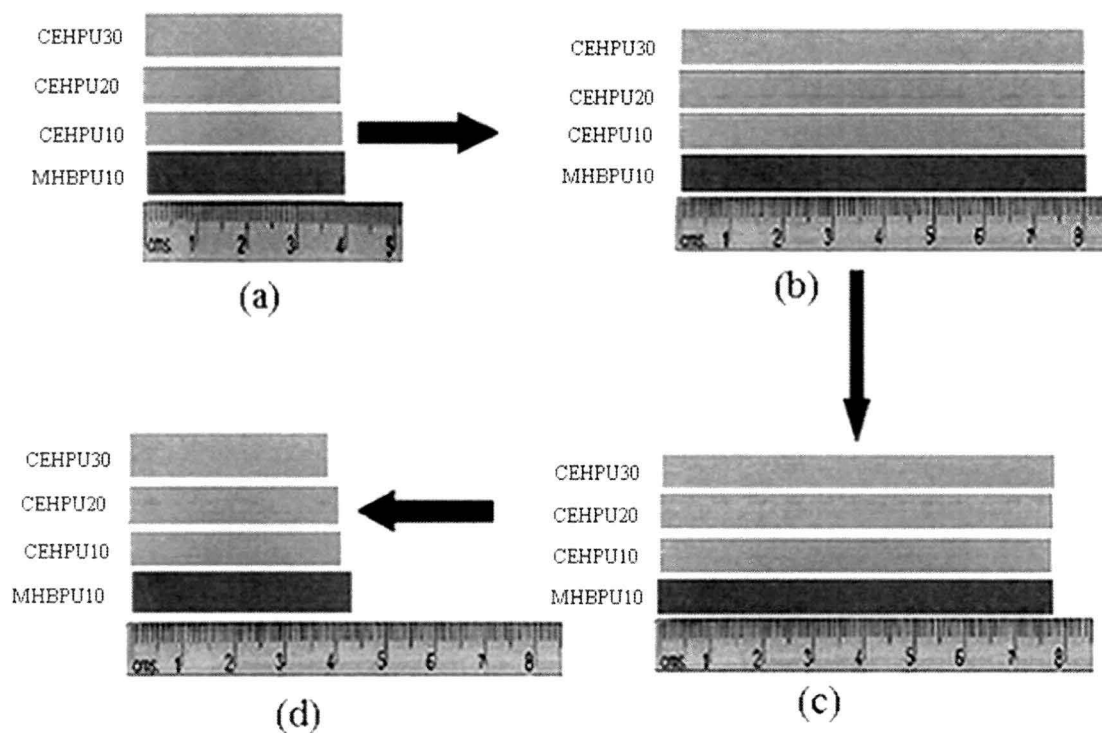 CEHPU30
CEHPU20
CEHPU10
MHBPU10
cms. 1 2 3 4 5
(a)
CEHPU30
CEHPU20
CEHPU10
MHBPU10
cms. 1 2 3 4 5 6 7 8
(b)
CEHPU30
CEHPU20
CEHPU10
MHBPU10
cms. 1 2 3 4 5 6 7 8
(d)
CEHPU30
CEHPU20
CEHPU10
MHBPU10
cms. 1 2 3 4 5 6 7 8
(c)